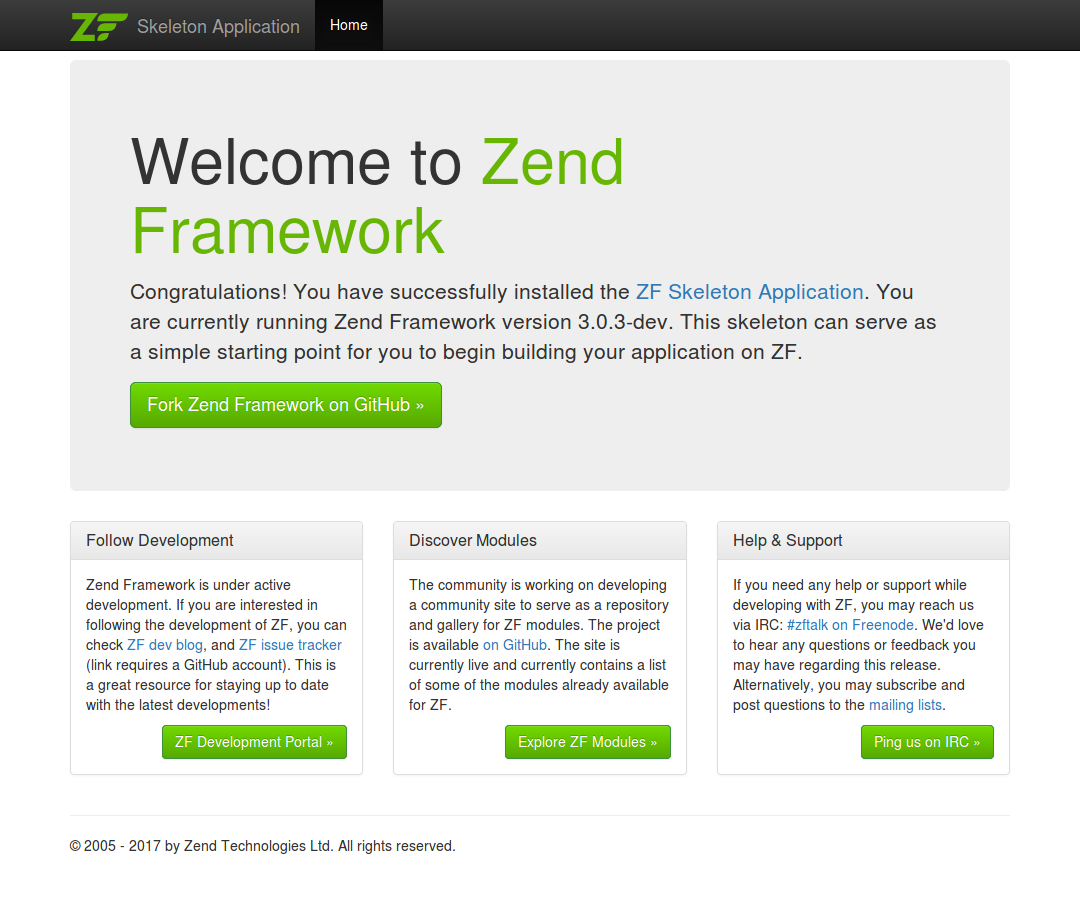 ZF Skeleton Application Home
Welcome to Zend
Framework
Congratulations! You have successfully installed the ZF Skeleton Application. You
are currently running Zend Framework version 3.0.3-dev. This skeleton can serve as
a simple starting point for you to begin building your application on ZF.
Fork Zend Framework on GitHub »
Follow Development
Zend Framework is under active
development. If you are interested in
following the development of ZF, you can
check ZF dev blog, and ZF issue tracker
(link requires a GitHub account). This is
a great resource for staying up to date
with the latest developments!
ZF Development Portal »
Discover Modules
The community is working on developing
a community site to serve as a repository
and gallery for ZF modules. The project
is available on GitHub. The site is
currently live and currently contains a list
of some of the modules already available
for ZF.
Explore ZF Modules »
Help & Support
If you need any help or support while
developing with ZF, you may reach us
via IRC: #zftalk on Freenode. We'd love
to hear any questions or feedback you
may have regarding this release.
Alternatively, you may subscribe and
post questions to the mailing lists.
Ping us on IRC »
© 2005 - 2017 by Zend Technologies Ltd. All rights reserved.